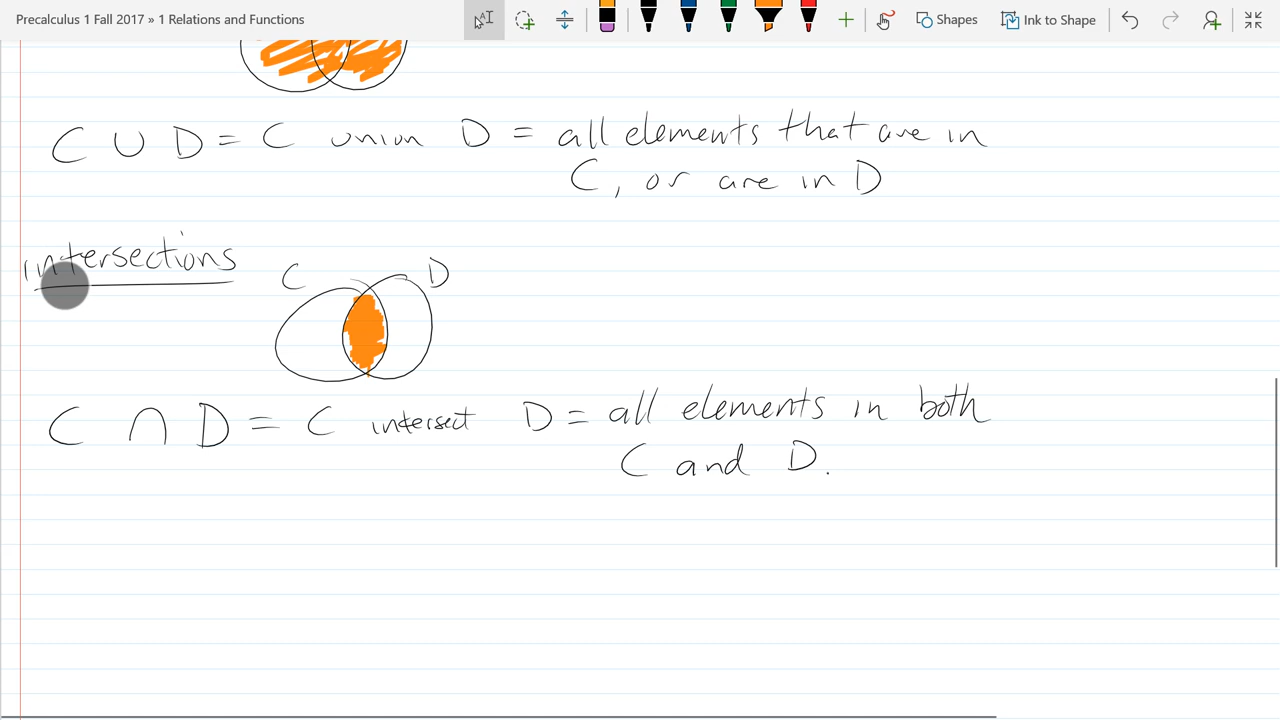 Precalculus 1 Fall 2017 » 1 Relations and Functions
Shapes
Ink to Shape
C ∪ D = C union D = all elements that are in
C, or are in D
intersections
C D
C ∩ D = C intersect D = all elements in both
C and D.